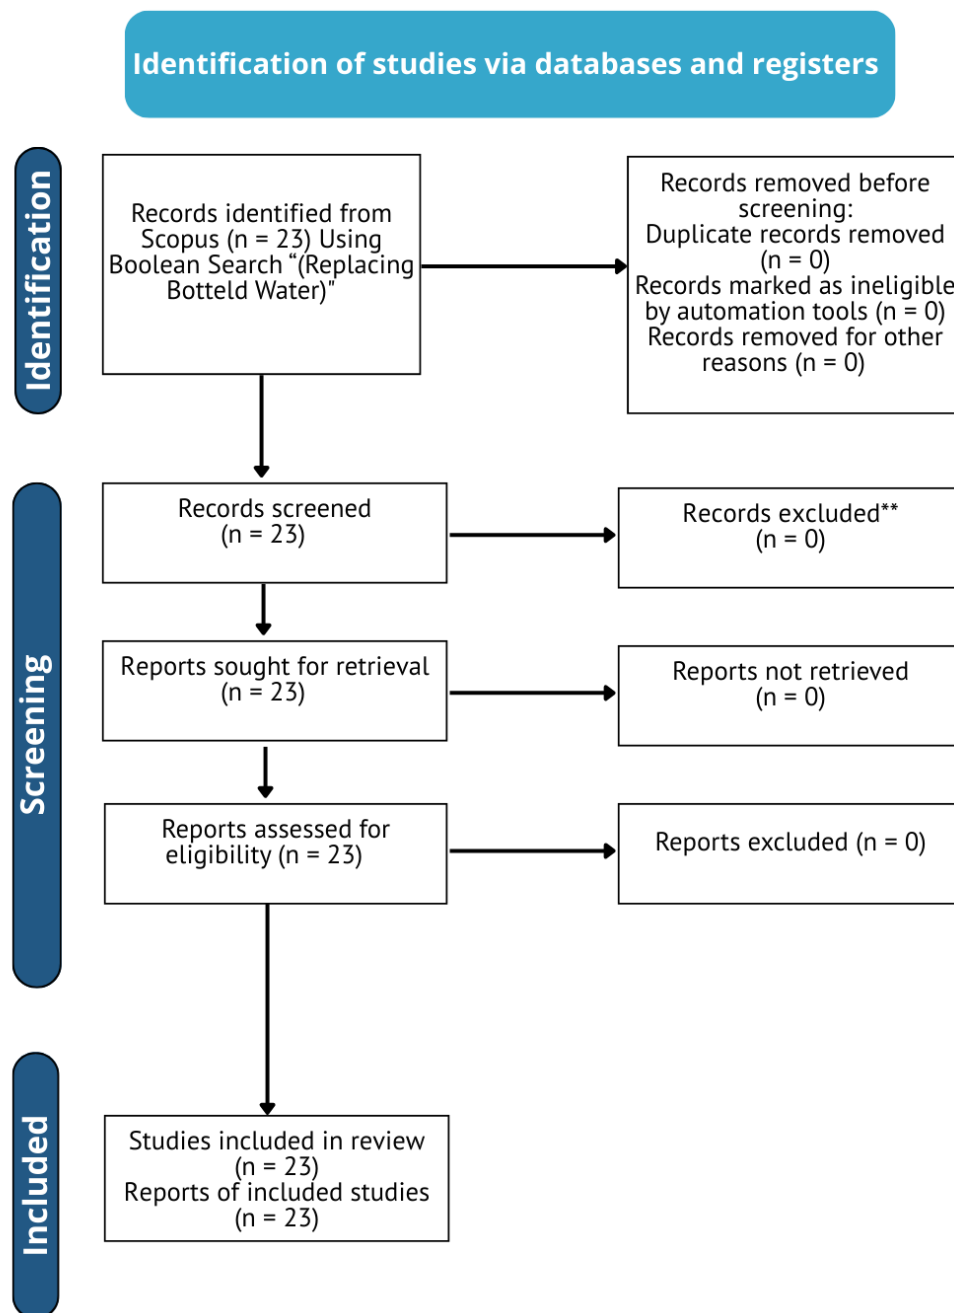 Identification of studies via databases and registers
Identification
Records identified from
Scopus (n = 23) Using
Boolean Search “(Replacing
Botteld Water)"
Records removed before
screening:
Duplicate records removed
(n = 0)
Records marked as ineligible
by automation tools (n = 0)
Records removed for other
reasons (n = 0)
Screening
Records screened
(n = 23)
Records excluded**
(n = 0)
Reports sought for retrieval
(n = 23)
Reports not retrieved
(n = 0)
Reports assessed for
eligibility (n = 23)
Reports excluded (n = 0)
Included
Studies included in review
(n = 23)
Reports of included studies
(n = 23)